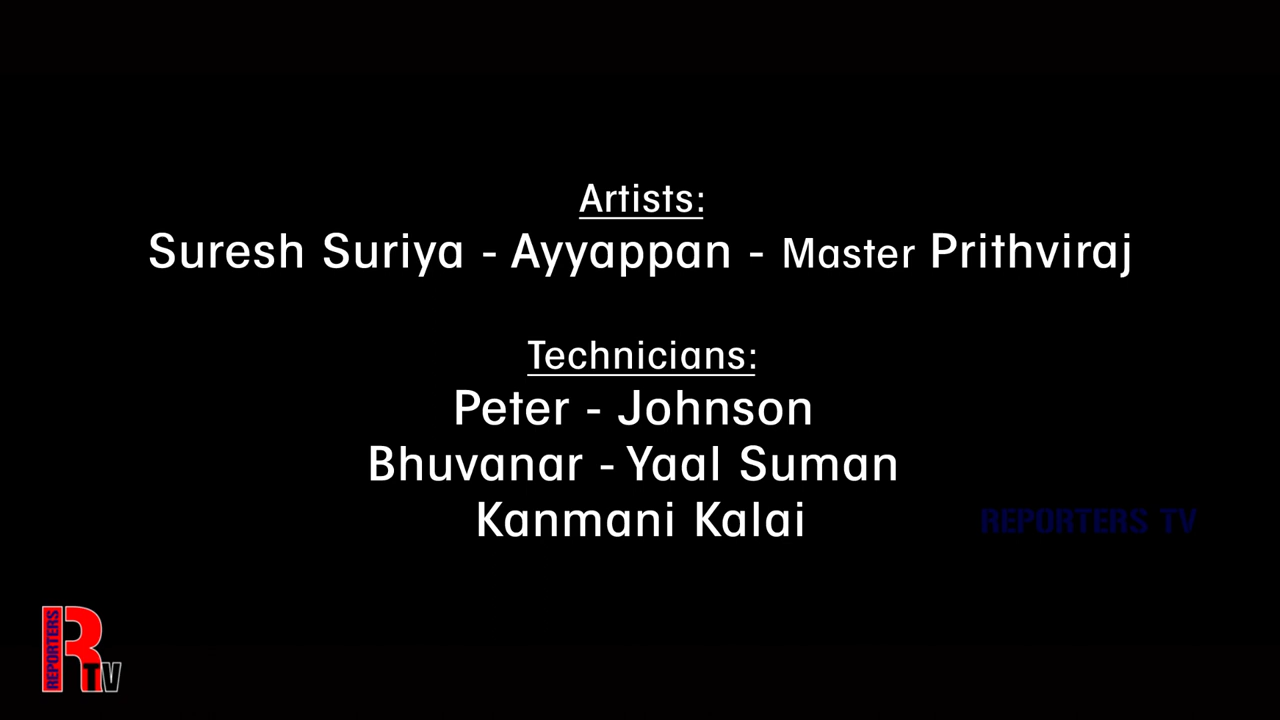 Artists:
Suresh Suriya - Ayyappan - Master Prithviraj
Technicians:
Peter - Johnson
Bhuvanar - Yaal Suman
Kanmani Kalai
REPORTERS TV
REPORTERS
R
TV